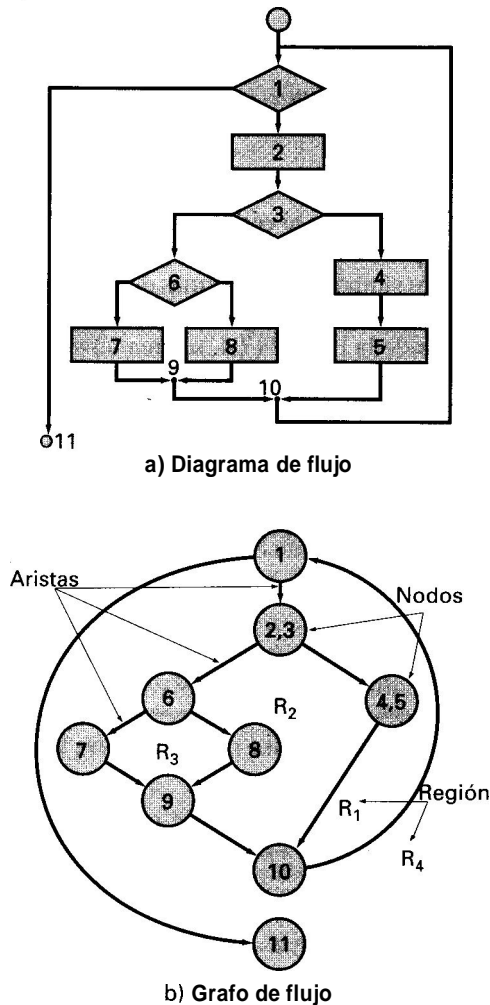 1
2
3
6
4
7
8
5
9
10
11
a) Diagrama de flujo
1
Aristas
Nodos
2,3
6
4,5
R2
7
R3
8
9
R1
Región
10
R4
11
b) Grafo de flujo